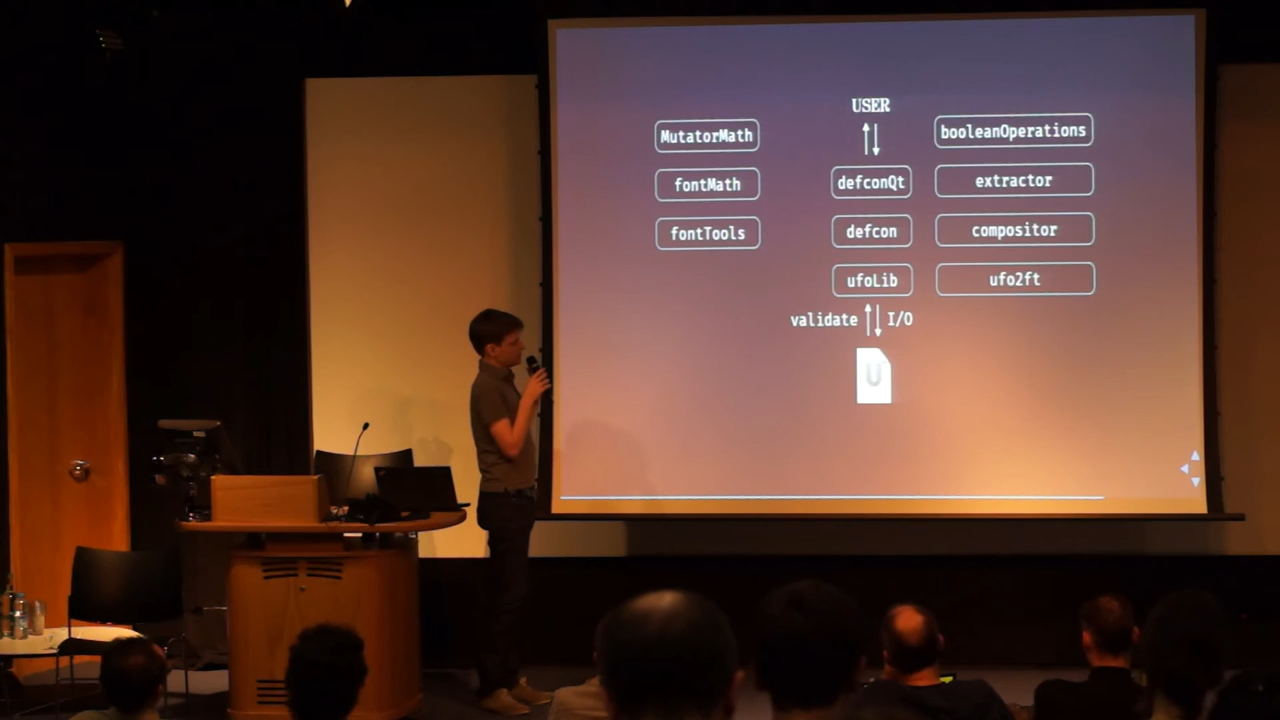 USER
MutatorMath
fontMath
fontTools
defconQt
defcon
ufoLib
booleanOperations
extractor
compositor
ufo2ft
validate
I/O
U